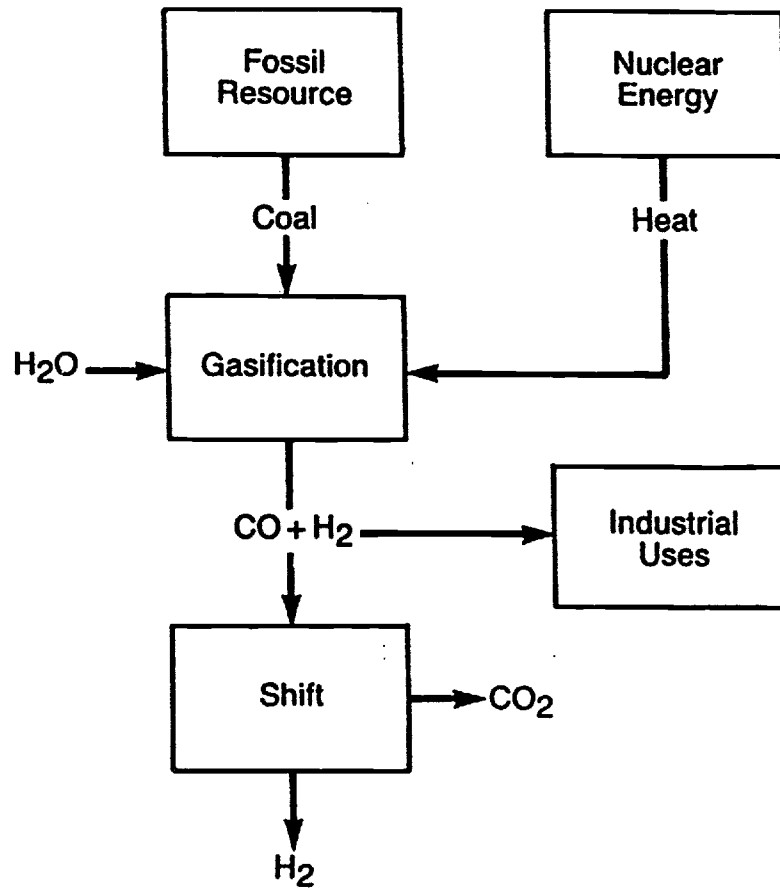 Fossil
Resource
Nuclear
Energy
Coal
Heat
H₂O
Gasification
CO + H₂
Industrial
Uses
Shift
CO₂
H₂